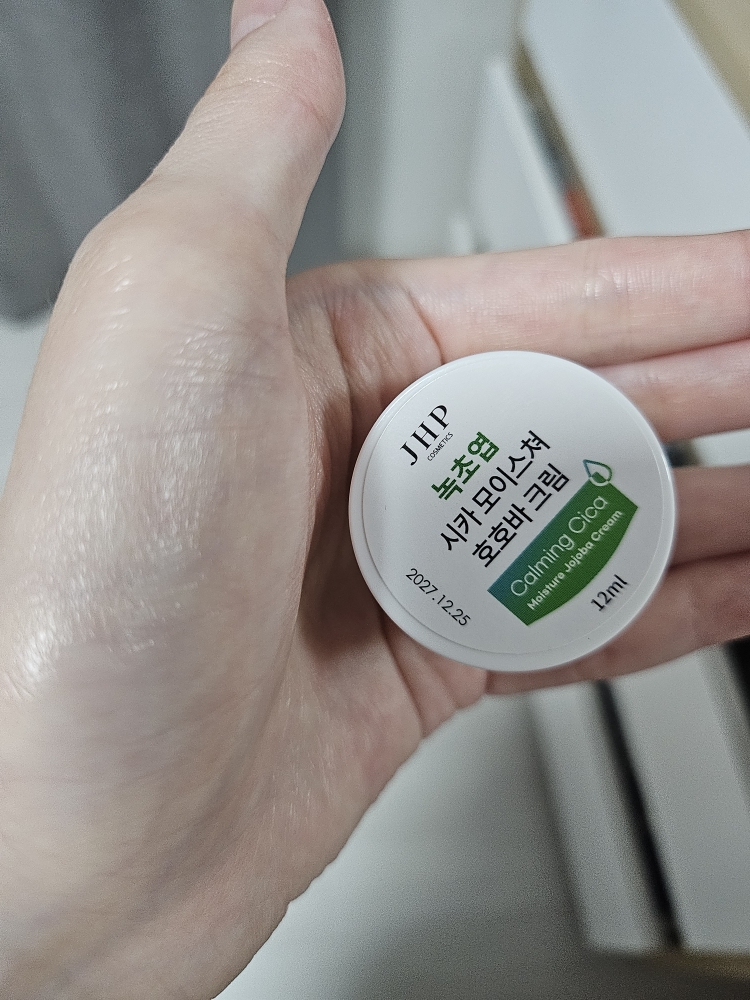 JHP
COSMETICS
녹초엽
시카 모이스쳐
호호바 크림
Calming Cica
Moisture Jojoba Cream
2027.12.25
12ml